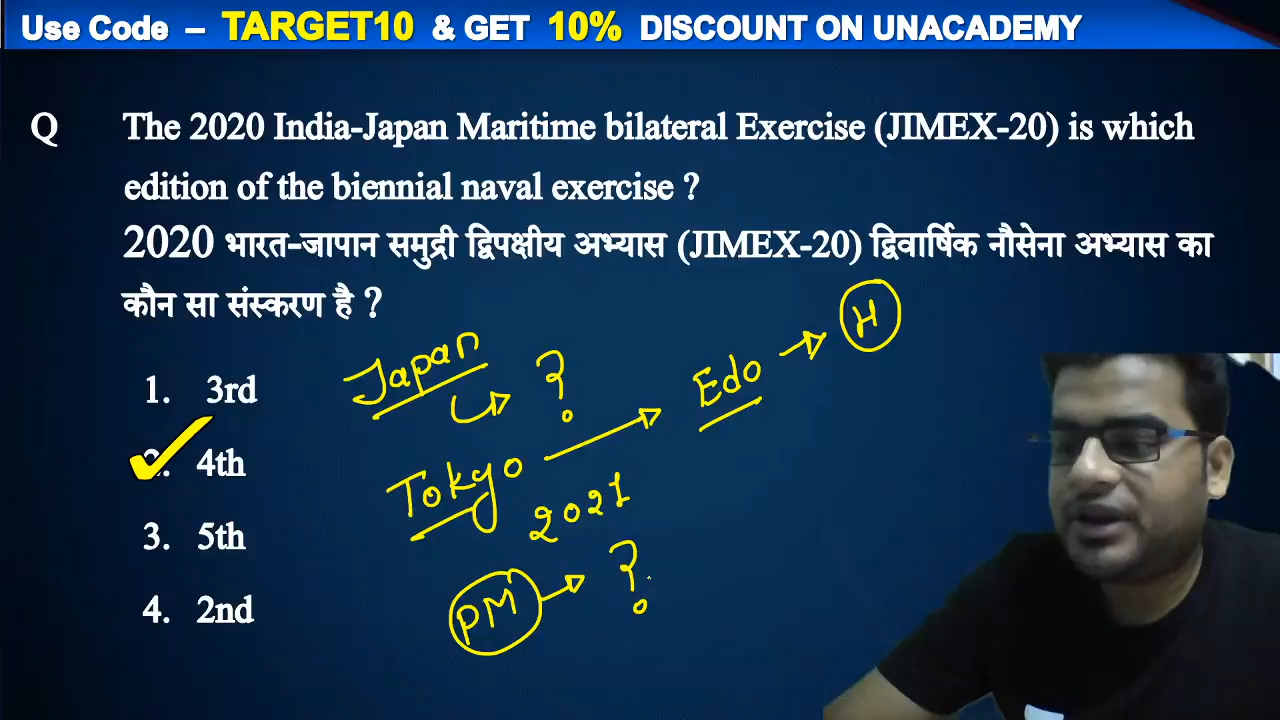 Use Code – TARGET10 & GET 10% DISCOUNT ON UNACADEMY
Q The 2020 India-Japan Maritime bilateral Exercise (JIMEX-20) is which
edition of the biennial naval exercise ?
2020 भारत-जापान समुद्री द्विपक्षीय अभ्यास (JIMEX-20) द्विवार्षिक नौसेना अभ्यास का
कौन सा संस्करण है ?
1. 3rd
2. 4th
3. 5th
4. 2nd
Japan
?
Edo
H
Tokyo
2021
PM ?